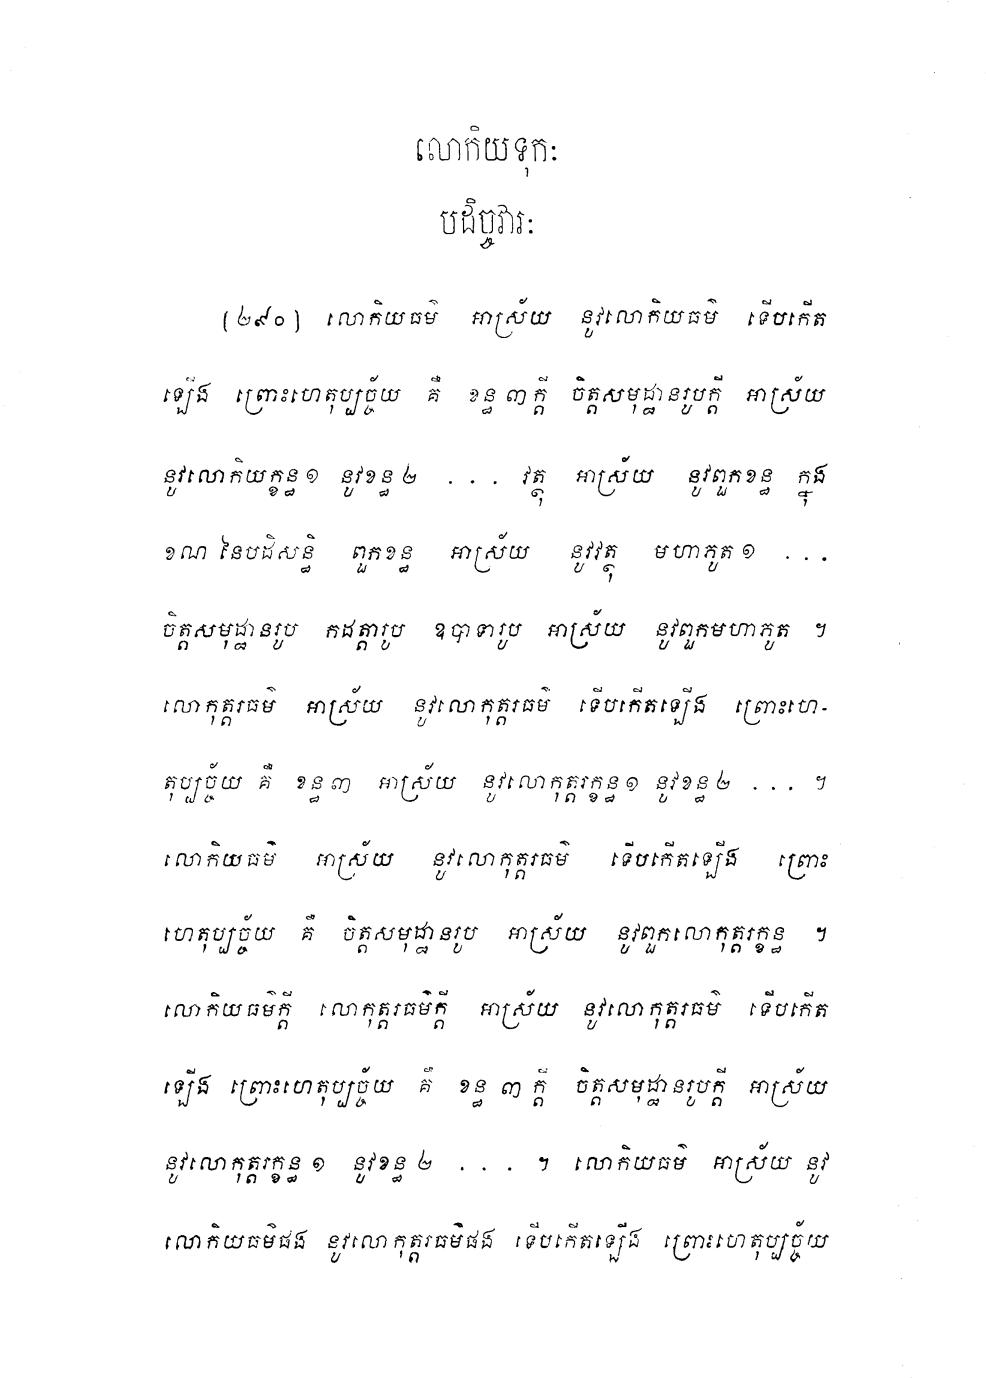 លោកិយទុកៈ
បដិច្ចវារៈ
(២៩០) លោកិយធម៌ អាស្រ័យ នូវលោកិយធម៌ ទើបកើត
ឡើង ព្រោះហេតុប្បច្ច័យ គឺ ខន្ធ ៣ ក្តី ចិត្តសមុដ្ឋានរូបក្តី អាស្រ័យ
នូវលោកិយក្ខន្ធ ១ នូវខន្ធ ២ . . . វត្ថុ អាស្រ័យ នូវពួកខន្ធ ក្នុង
ខណៈនៃបដិសន្ធិ ពួកខន្ធ អាស្រ័យ នូវវត្ថុ មហាភូត ១ . . .
ចិត្តសមុដ្ឋានរូប កដត្តារូប ឧបាទារូប អាស្រ័យ នូវពួកមហាភូត ។
លោកុត្តរធម៌ អាស្រ័យ នូវលោកុត្តរធម៌ ទើបកើតឡើង ព្រោះហេ-
តុប្បច្ច័យ គឺ ខន្ធ ៣ អាស្រ័យ នូវលោកុត្តរក្ខន្ធ ១ នូវខន្ធ ២ . . . ។
លោកិយធម៌ អាស្រ័យ នូវលោកុត្តរធម៌ ទើបកើតឡើង ព្រោះ
ហេតុប្បច្ច័យ គឺ ចិត្តសមុដ្ឋានរូប អាស្រ័យ នូវពួកលោកុត្តរក្ខន្ធ ។
លោកិយធម៌ក្តី លោកុត្តរធម៌ក្តី អាស្រ័យ នូវលោកុត្តរធម៌ ទើបកើត
ឡើង ព្រោះហេតុប្បច្ច័យ គឺ ខន្ធ ៣ ក្តី ចិត្តសមុដ្ឋានរូបក្តី អាស្រ័យ
នូវលោកុត្តរក្ខន្ធ ១ នូវខន្ធ ២ . . . ។ លោកិយធម៌ អាស្រ័យ នូវ
លោកិយធម៌ផង នូវលោកុត្តរធម៌ផង ទើបកើតឡើង ព្រោះហេតុប្បច្ច័យ